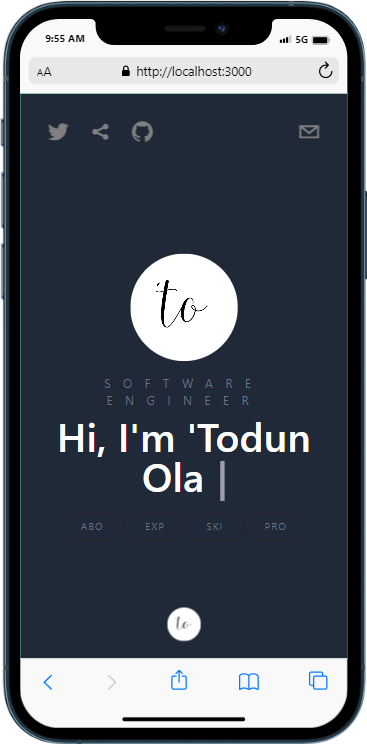 9:55 AM
5G
AA
http://localhost:3000
to
SOFTWARE
ENGINEER
Hi, I'm 'Todun
Ola |
ABO EXP SKI PRO
to